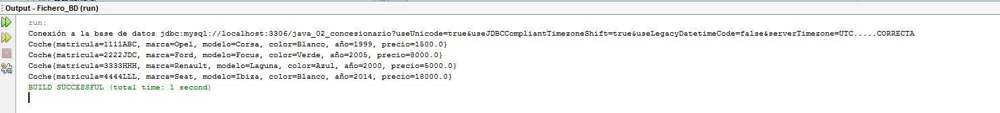 Output - Fichero_BD (run)
run:
Conexión a la base de datos jdbc:mysql://localhost:3306/java_02_concesionario?useUnicode=true&useJDBCCompliantTimezoneShift=true&useLegacyDatetimeCode=false&serverTimezone=UTC.....CORRECTA
Coche{matricula=1111ABC, marca=Opel, modelo=Corsa, color=Blanco, año=1999, precio=1500.0}
Coche{matricula=2222JDC, marca=Ford, modelo=Focus, color=Verde, año=2005, precio=8000.0}
Coche{matricula=3333HHH, marca=Renault, modelo=Laguna, color=Azul, año=2000, precio=5000.0}
Coche{matricula=4444LLL, marca=Seat, modelo=Ibiza, color=Blanco, año=2014, precio=18000.0}
BUILD SUCCESSFUL (total time: 1 second)